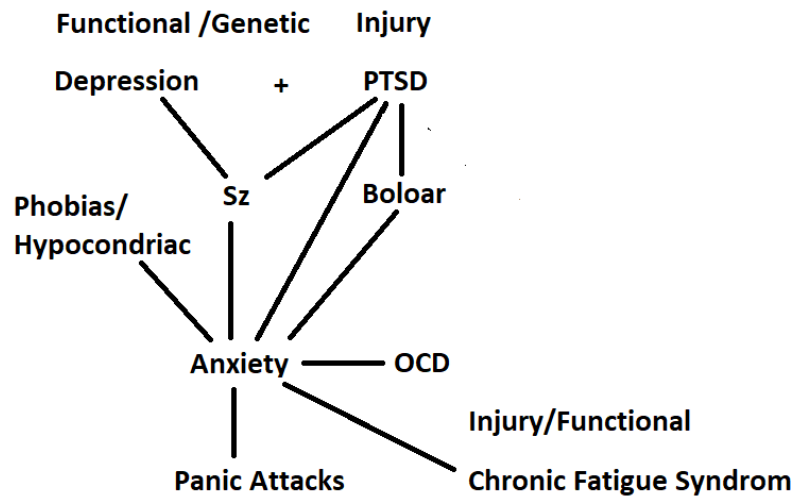 Functional /Genetic Injury
Depression + PTSD
Sz
Boloar
Phobias/
Hypocondriac
Anxiety OCD
Injury/Functional
Panic Attacks
Chronic Fatigue Syndrom